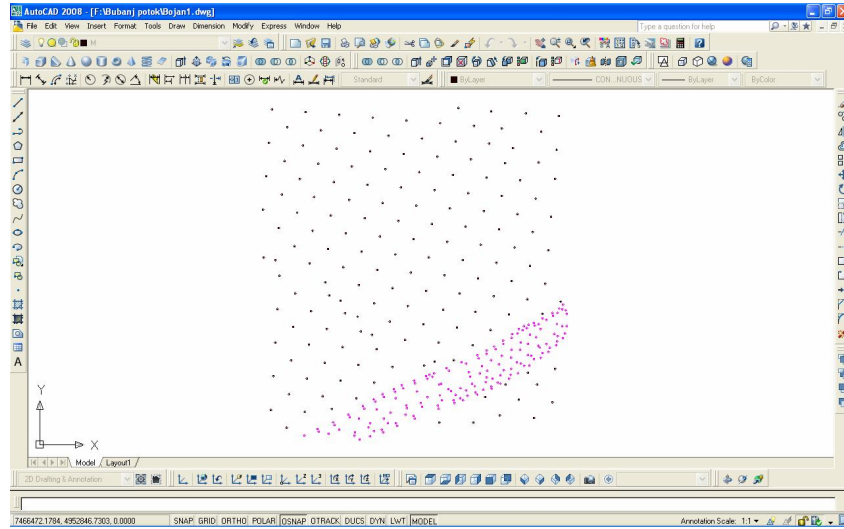 AutoCAD 2008 - [F:\Bubanj potok\Bojan1.dwg]
File Edit View Insert Format Tools Draw Dimension Modify Express Window Help
Type a question for help
M
Standard
ByLayer
CON...NUOUS
ByLayer
ByColor
Y
X
Model Layout1
2D Drafting & Annotation
7466472.1784, 4952846.7303, 0.0000 SNAP GRID ORTHO POLAR OSNAP OTRACK DUCS DYN LWT MODEL Annotation Scale: 1:1